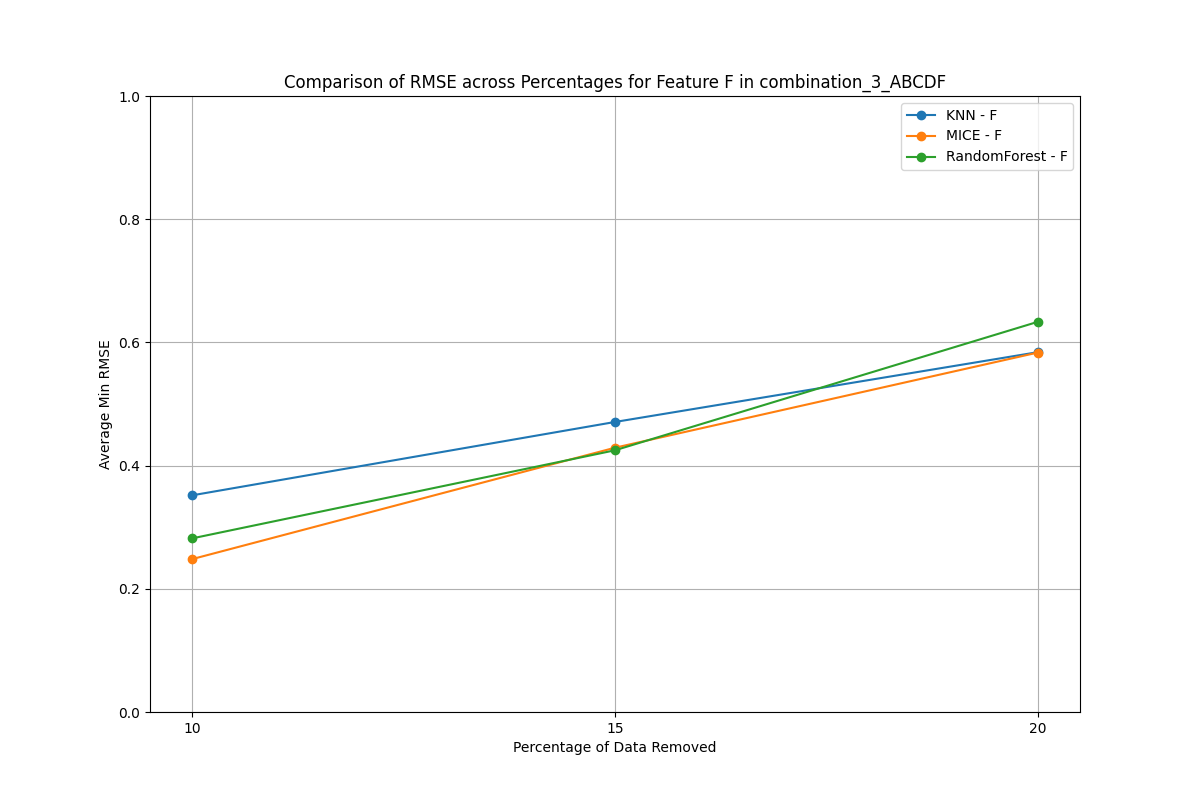 Comparison of RMSE across Percentages for Feature F in combination_3_ABCDF
1.0
KNN - F
MICE - F
RandomForest - F
0.8
0.6
Average Min RMSE
0.4
0.2
0.0
10
15
20
Percentage of Data Removed